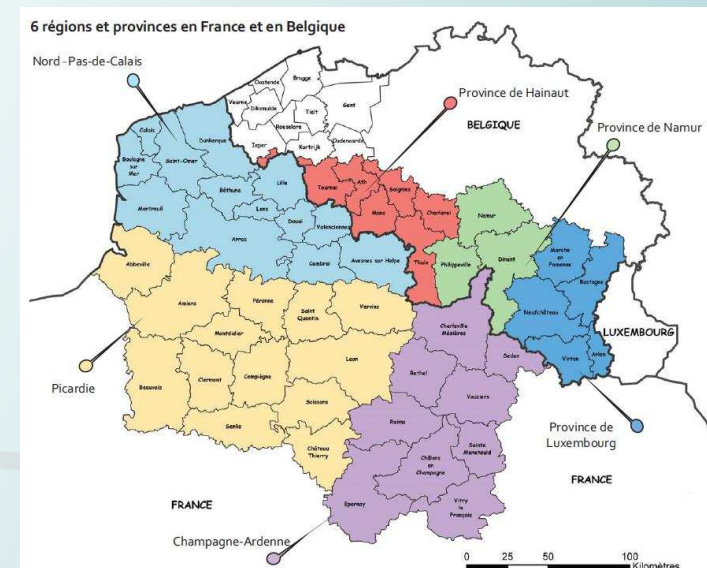 6 régions et provinces en France et en Belgique
Nord-Pas-de-Calais
Province de Hainaut
BELGIQUE
Province de Namur
Oostende
Brugge
Veurne
Diksmuide
Tielt
Gent
Roeselare
Ieper
Kortrijk
Oudenaarde
Calais
Dunkerque
Boulogne
sur
Mer
Saint-Omer
Lille
Béthune
Montreuil
Lens
Douai
Valenciennes
Arras
Cambrai
Avesnes sur Helpe
Tournai
Ath
Soignies
Mons
Charleroi
Thuin
Namur
Dinant
Philippeville
Marche
en
Famenne
Bastogne
Neufchâteau
LUXEMBOURG
Virton
Arlon
Abbeville
Amiens
Péronne
Saint
Quentin
Vervins
Montdidier
Laon
Beauvais
Clermont
Compiègne
Soissons
Senlis
Château
Thierry
Charleville
Mézières
Sedan
Rethel
Vouziers
Reims
Sainte
Menehould
Châlons
en
Champagne
Epernay
Vitry
le
François
Picardie
Province de
Luxembourg
FRANCE
FRANCE
Champagne-Ardenne
0 25 50 100
Kilomètres